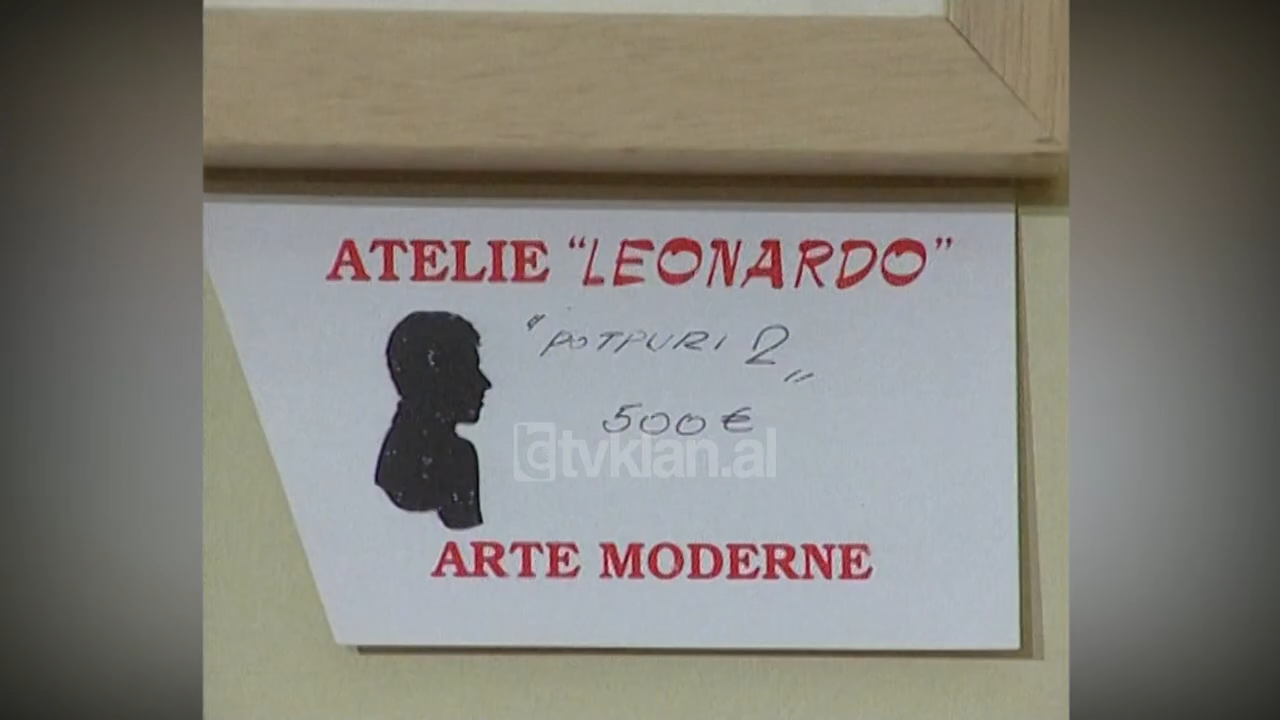 ATELIE “LEONARDO”
"POTPURI 2"
500 €
tvklan.al
ARTE MODERNE